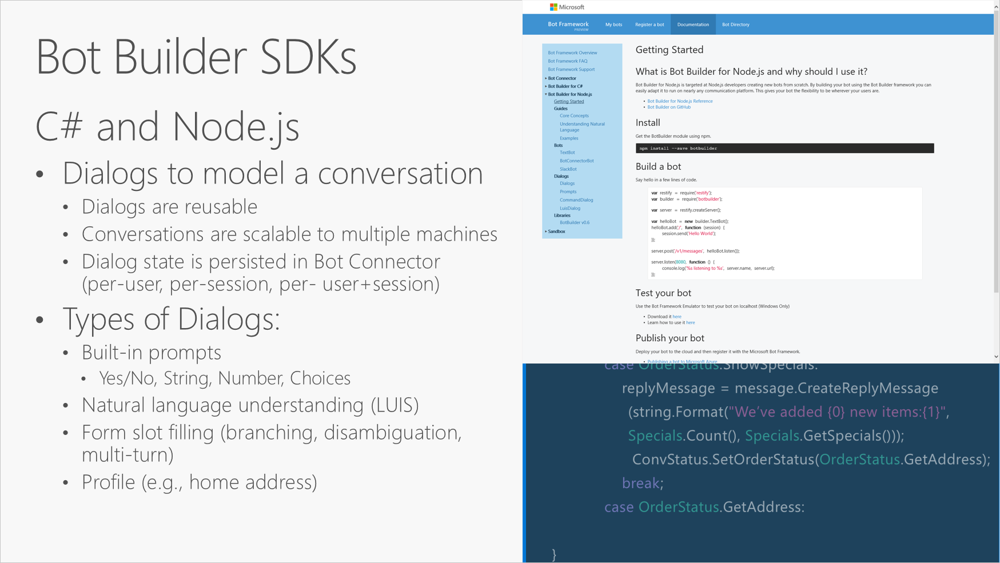 Bot Builder SDKs
C# and Node.js
• Dialogs to model a conversation
• Dialogs are reusable
• Conversations are scalable to multiple machines
• Dialog state is persisted in Bot Connector
(per-user, per-session, per- user+session)
• Types of Dialogs:
• Built-in prompts
• Yes/No, String, Number, Choices
• Natural language understanding (LUIS)
• Form slot filling (branching, disambiguation,
multi-turn)
• Profile (e.g., home address)
Microsoft
Bot Framework
PREVIEW
My bots
Register a bot
Documentation
Bot Directory
Bot Framework Overview
Bot Framework FAQ
Bot Framework Support
Bot Connector
Bot Builder for C#
Bot Builder for Node.js
Getting Started
Guides
Core Concepts
Understanding Natural
Language
Examples
Bots
TextBot
BotConnectorBot
SlackBot
Dialogs
Dialogs
Prompts
CommandDialog
LuisDialog
Libraries
BotBuilder v0.6
Sandbox
Getting Started
What is Bot Builder for Node.js and why should I use it?
Bot Builder for Node.js is targeted at Node.js developers creating new bots from scratch. By building your bot using the Bot Builder framework you can
easily adapt it to run on nearly any communication platform. This gives your bot the flexibility to be wherever your users are.
• Bot Builder for Node.js Reference
• Bot Builder on GitHub
Install
Get the BotBuilder module using npm.
npm install --save botbuilder
Build a bot
Say hello in a few lines of code.
var restify = require('restify');
var builder = require('botbuilder');
var server = restify.createServer();
var helloBot = new builder.TextBot();
helloBot.add('/', function (session) {
session.send('Hello World');
});
server.post('/v1/messages', helloBot.listen());
server.listen(8080, function () {
console.log('%s listening to %s', server.name, server.url);
});
Test your bot
Use the Bot Framework Emulator to test your bot on localhost (Windows Only)
• Download it here
• Learn how to use it here
Publish your bot
Deploy your bot to the cloud and then register it with the Microsoft Bot Framework.
• Publishing a bot to Microsoft Azure
case OrderStatus.ShowSpecials:
replyMessage = message.CreateReplyMessage
(string.Format("We've added {0} new items:{1}",
Specials.Count(), Specials.GetSpecials()));
ConvStatus.SetOrderStatus(OrderStatus.GetAddress);
break;
case OrderStatus.GetAddress:
}